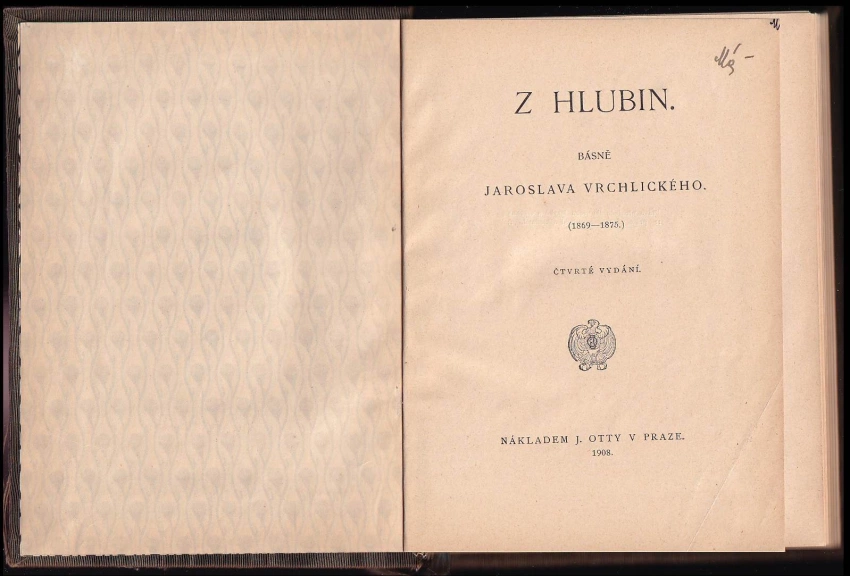 Z HLUBIN.
BÁSNĚ
JAROSLAVA VRCHLICKÉHO.
(1869—1875.)
ČTVRTÉ VYDÁNÍ.
NÁKLADEM J. OTTY V PRAZE.
1908.